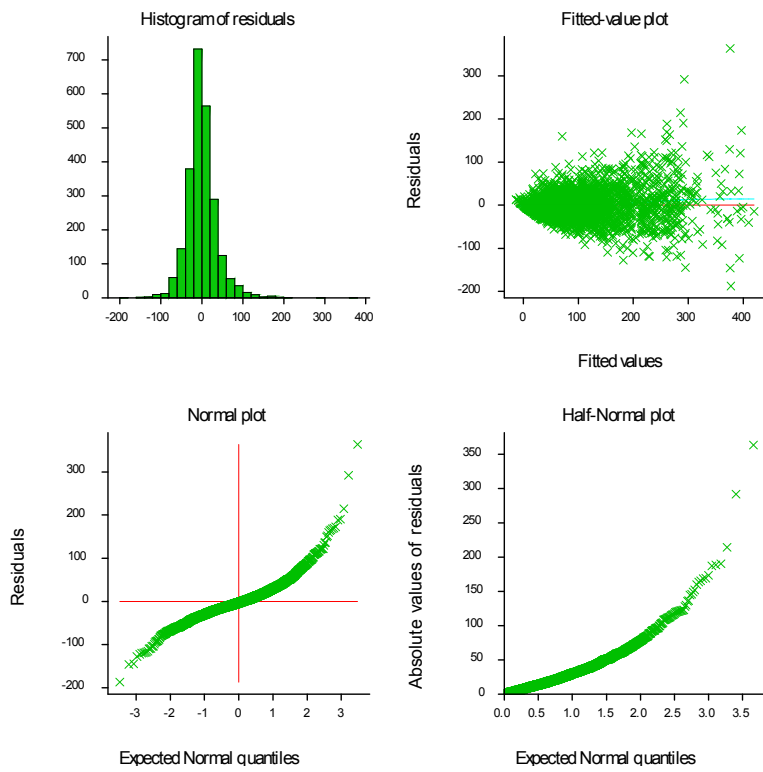 Histogram of residuals
700
600
500
400
300
200
100
0
-200 -100 0 100 200 300 400
Fitted-value plot
Residuals
300
200
100
0
-100
-200
0 100 200 300 400
Fitted values
Normal plot
Residuals
300
200
100
0
-100
-200
-3 -2 -1 0 1 2 3
Expected Normal quantiles
Half-Normal plot
Absolute values of residuals
350
300
250
200
150
100
50
0
0.0 0.5 1.0 1.5 2.0 2.5 3.0 3.5
Expected Normal quantiles